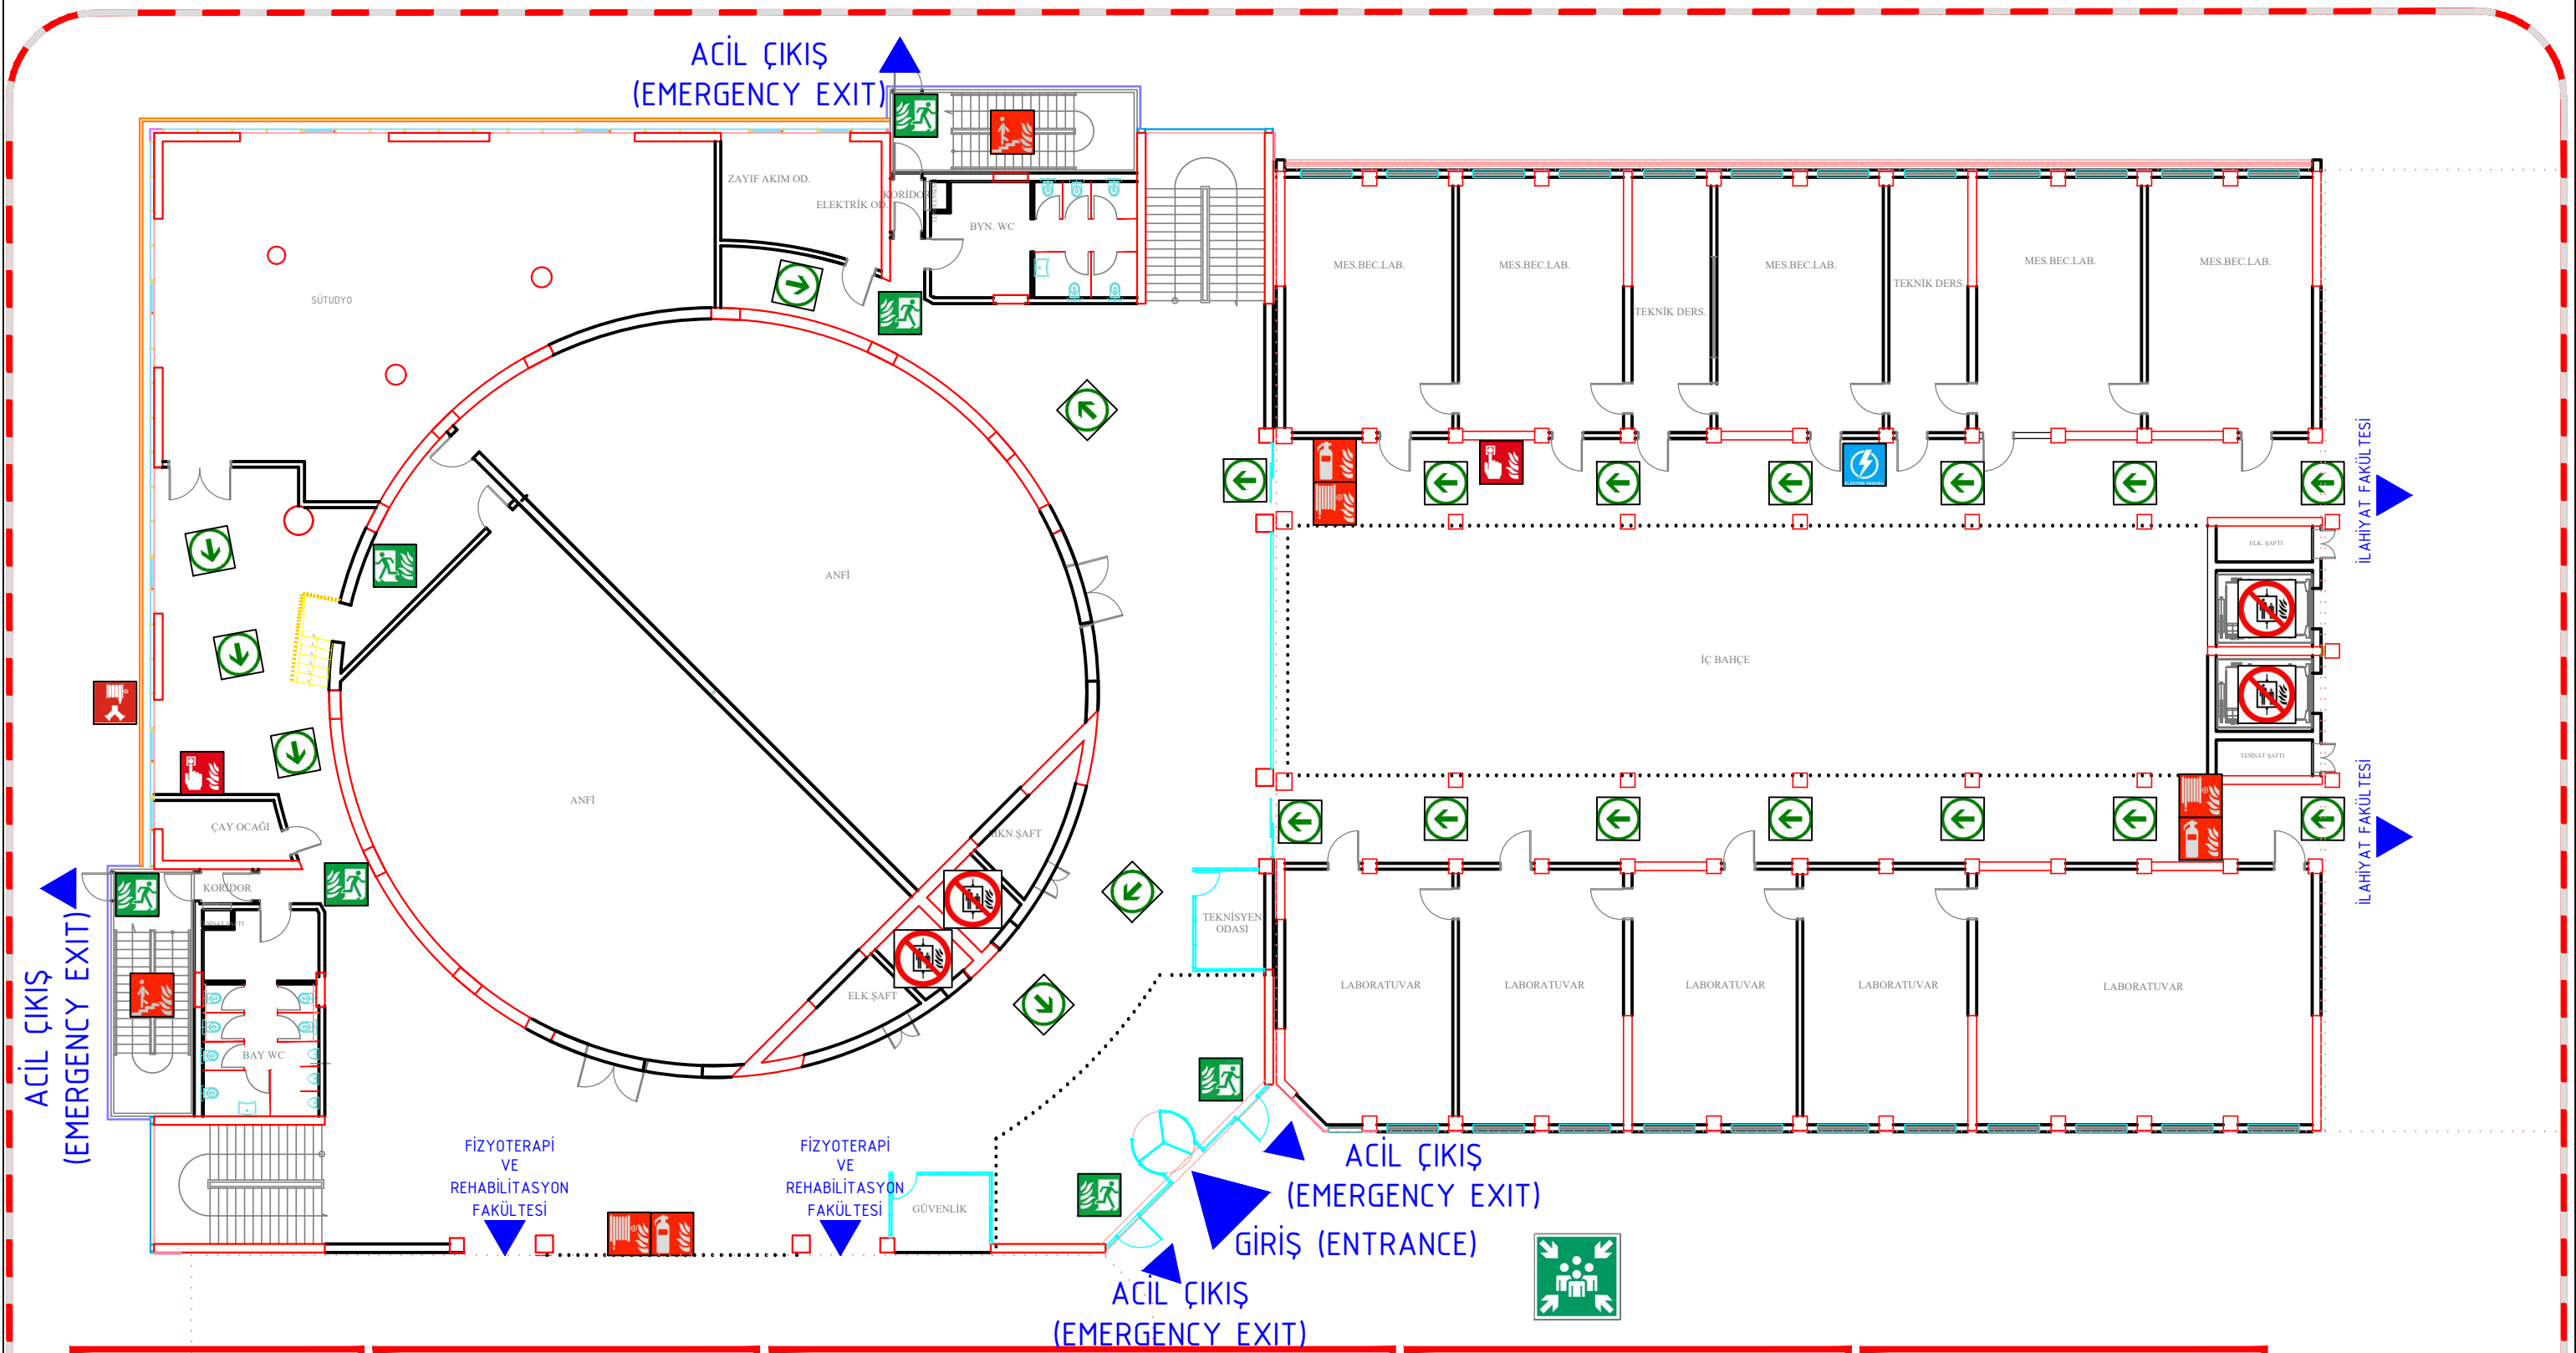 ACİL ÇIKIŞ
(EMERGENCY EXIT)
ZAYIF AKIM OD.
ELEKTRİK OD.
KORİDOR
BYN. WC
SÜTUDYO
MES.BEC.LAB.
MES.BEC.LAB.
TEKNİK DERS.
MES.BEC.LAB.
TEKNİK DERS.
MES.BEC.LAB.
MES.BEC.LAB.
İLAHİYAT FAKÜLTESİ
ELK. ŞAFTI
ANFİ
İÇ BAHÇE
TESİSAT ŞAFTI
İLAHİYAT FAKÜLTESİ
ANFİ
ÇAY OCAĞI
MKN.ŞAFT
KORİDOR
ACİL ÇIKIŞ
(EMERGENCY EXIT)
TEKNİSYEN
ODASI
ELK.ŞAFT
LABORATUVAR
LABORATUVAR
LABORATUVAR
LABORATUVAR
LABORATUVAR
BAY WC
FİZYOTERAPİ
VE
REHABİLİTASYON
FAKÜLTESİ
FİZYOTERAPİ
VE
REHABİLİTASYON
FAKÜLTESİ
GÜVENLİK
ACİL ÇIKIŞ
(EMERGENCY EXIT)
GİRİŞ (ENTRANCE)
ACİL ÇIKIŞ
(EMERGENCY EXIT)